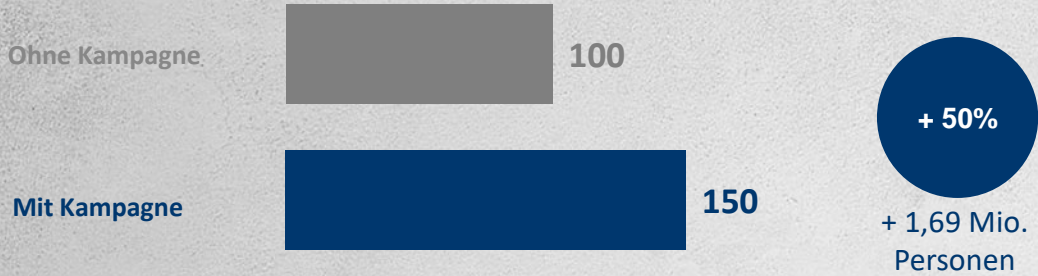 Ohne Kampagne
100
+ 50%
Mit Kampagne
150
+ 1,69 Mio.
Personen